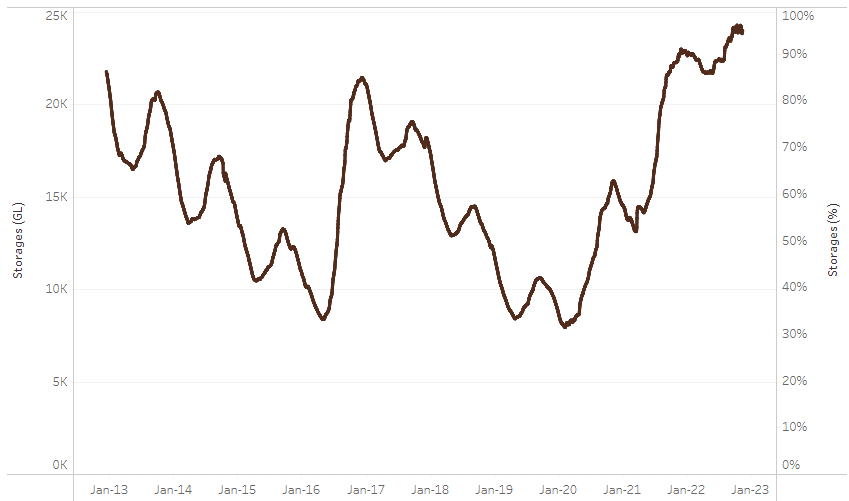 25K
20K
15K
10K
5K
0K
Storages (GL)
100%
90%
80%
70%
60%
50%
40%
30%
20%
10%
0%
Storages (%)
Jan-13 Jan-14 Jan-15 Jan-16 Jan-17 Jan-18 Jan-19 Jan-20 Jan-21 Jan-22 Jan-23